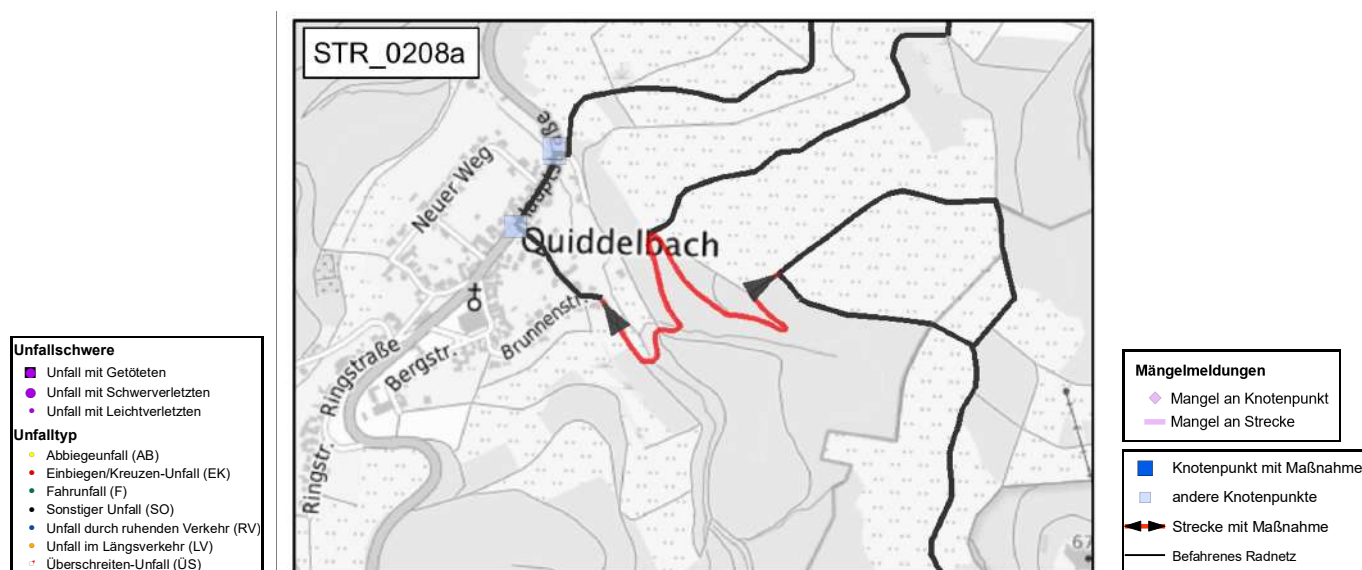 STR_0208a
Hauptstraße
Neuer Weg
Quiddelbach
Brunnenstr.
Bergstr.
Ringstraße
Ringstr.
67
Unfallschwere
Unfall mit Getöteten
Unfall mit Schwerverletzten
Unfall mit Leichtverletzten
Unfalltyp
Abbiegeunfall (AB)
Einbiegen/Kreuzen-Unfall (EK)
Fahrunfall (F)
Sonstiger Unfall (SO)
Unfall durch ruhenden Verkehr (RV)
Unfall im Längsverkehr (LV)
Überschreiten-Unfall (ÜS)
Mängelmeldungen
Mangel an Knotenpunkt
Mangel an Strecke
Knotenpunkt mit Maßnahme
andere Knotenpunkte
Strecke mit Maßnahme
Befahrenes Radnetz